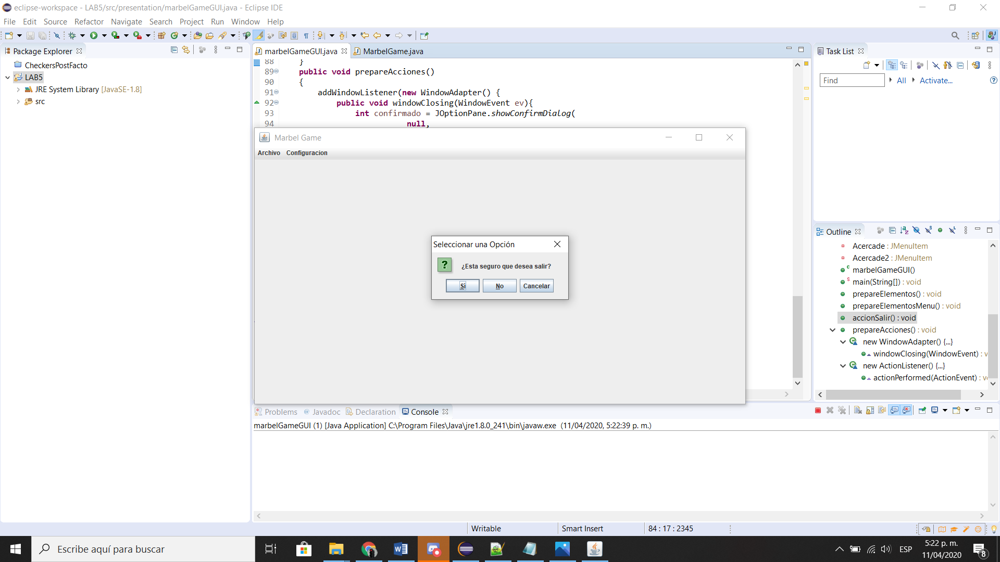 eclipse-workspace - LAB5/src/presentation/marbelGameGUI.java - Eclipse IDE
File Edit Source Refactor Navigate Search Project Run Window Help
Package Explorer
CheckersPostFacto
LAB5
JRE System Library [JavaSE-1.8]
src
marbelGameGUI.java
MarbelGame.java
88 }
89 public void prepareAcciones()
90 {
91 addWindowListener(new WindowAdapter() {
92 public void windowClosing(WindowEvent ev){
93 int confirmado = JOptionPane.showConfirmDialog(
94 null,
Marbel Game
Archivo Configuracion
Seleccionar una Opción
¿Esta seguro que desea salir?
Sí No Cancelar
Task List
Find All Activate...
Outline
Acercade : JMenuItem
Acercade2 : JMenuItem
marbelGameGUI()
main(String[]) : void
prepareElementos() : void
prepareElementosMenu() : void
accionSalir() : void
prepareAcciones() : void
new WindowAdapter() {...}
windowClosing(WindowEvent) : v
new ActionListener() {...}
actionPerformed(ActionEvent) : v
Problems @ Javadoc Declaration Console
marbelGameGUI (1) [Java Application] C:\Program Files\Java\jre1.8.0_241\bin\javaw.exe (11/04/2020, 5:22:39 p. m.)
Writable Smart Insert 84 : 17 : 2345
Escribe aquí para buscar
ESP
5:22 p. m.
11/04/2020
8